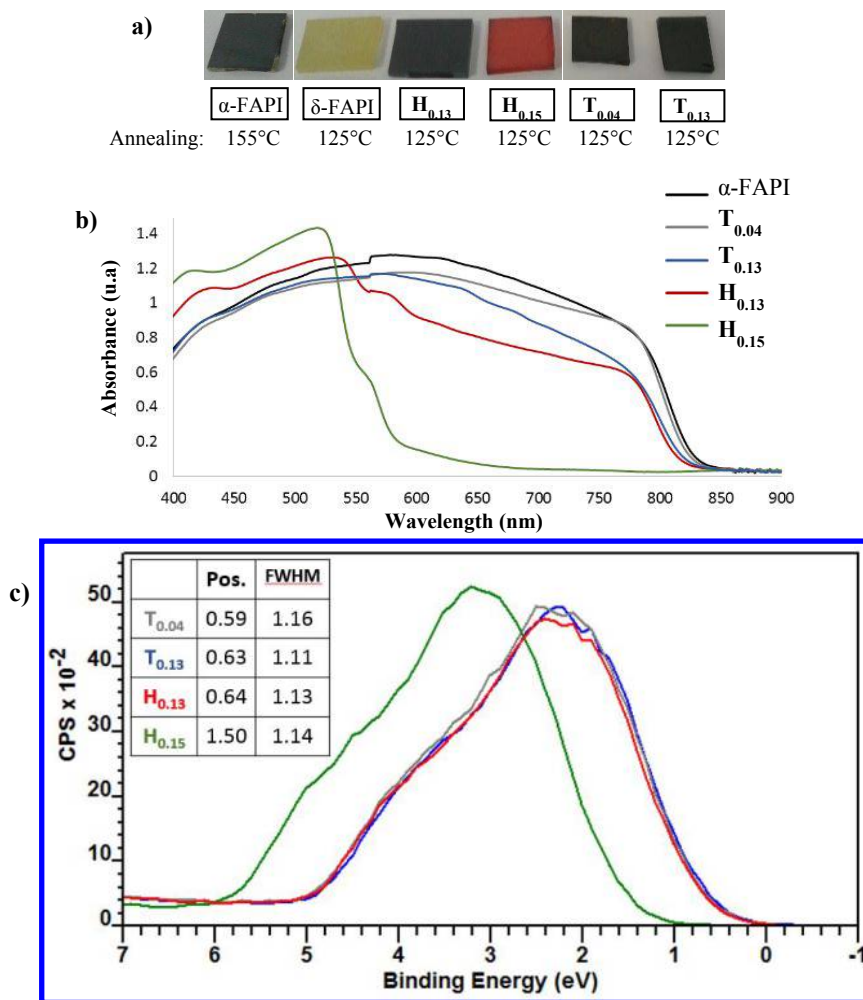 a)
α-FAPI δ-FAPI H0.13 H0.15 T0.04 T0.13
Annealing: 155°C 125°C 125°C 125°C 125°C 125°C
b)
α-FAPI
T0.04
T0.13
H0.13
H0.15
Absorbance (u.a)
1.4
1.2
1
0.8
0.6
0.4
0.2
0
400 450 500 550 600 650 700 750 800 850 900
Wavelength (nm)
c)
Pos. FWHM
T0.04 0.59 1.16
T0.13 0.63 1.11
H0.13 0.64 1.13
H0.15 1.50 1.14
CPS x 10-2
50
40
30
20
10
0
7 6 5 4 3 2 1 0 -1
Binding Energy (eV)